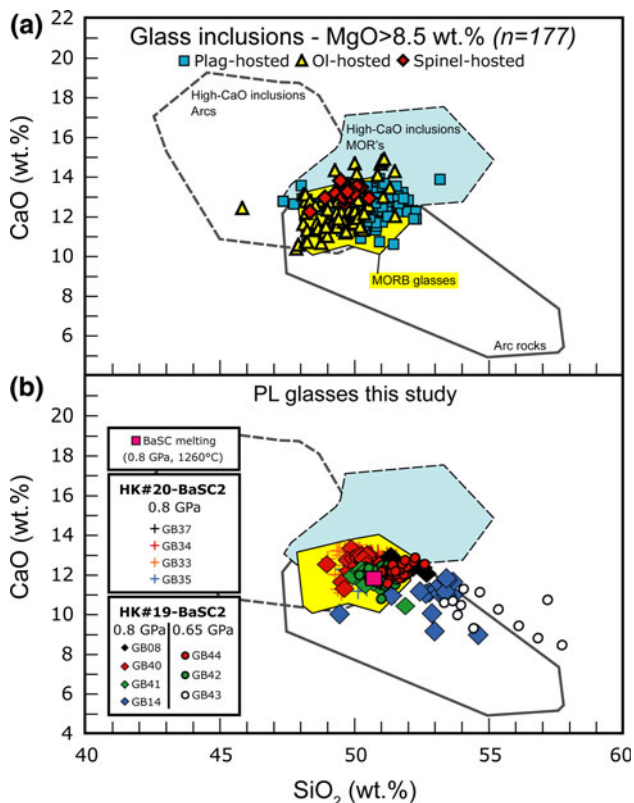 (a)
Glass inclusions - MgO>8.5 wt.% (n=177)
Plag-hosted Ol-hosted Spinel-hosted
High-CaO inclusions
Arcs
High-CaO inclusions
MOR's
MORB glasses
Arc rocks
CaO (wt.%)
22
20
18
16
14
12
10
8
6
(b)
PL glasses this study
BaSC melting
(0.8 GPa, 1260°C)
HK#20-BaSC2
0.8 GPa
GB37
GB34
GB33
GB35
HK#19-BaSC2
0.8 GPa 0.65 GPa
GB08
GB40 GB44
GB41 GB42
GB14 GB43
CaO (wt.%)
20
18
16
14
12
10
8
6
4
40 45 50 55 60
SiO₂ (wt.%)